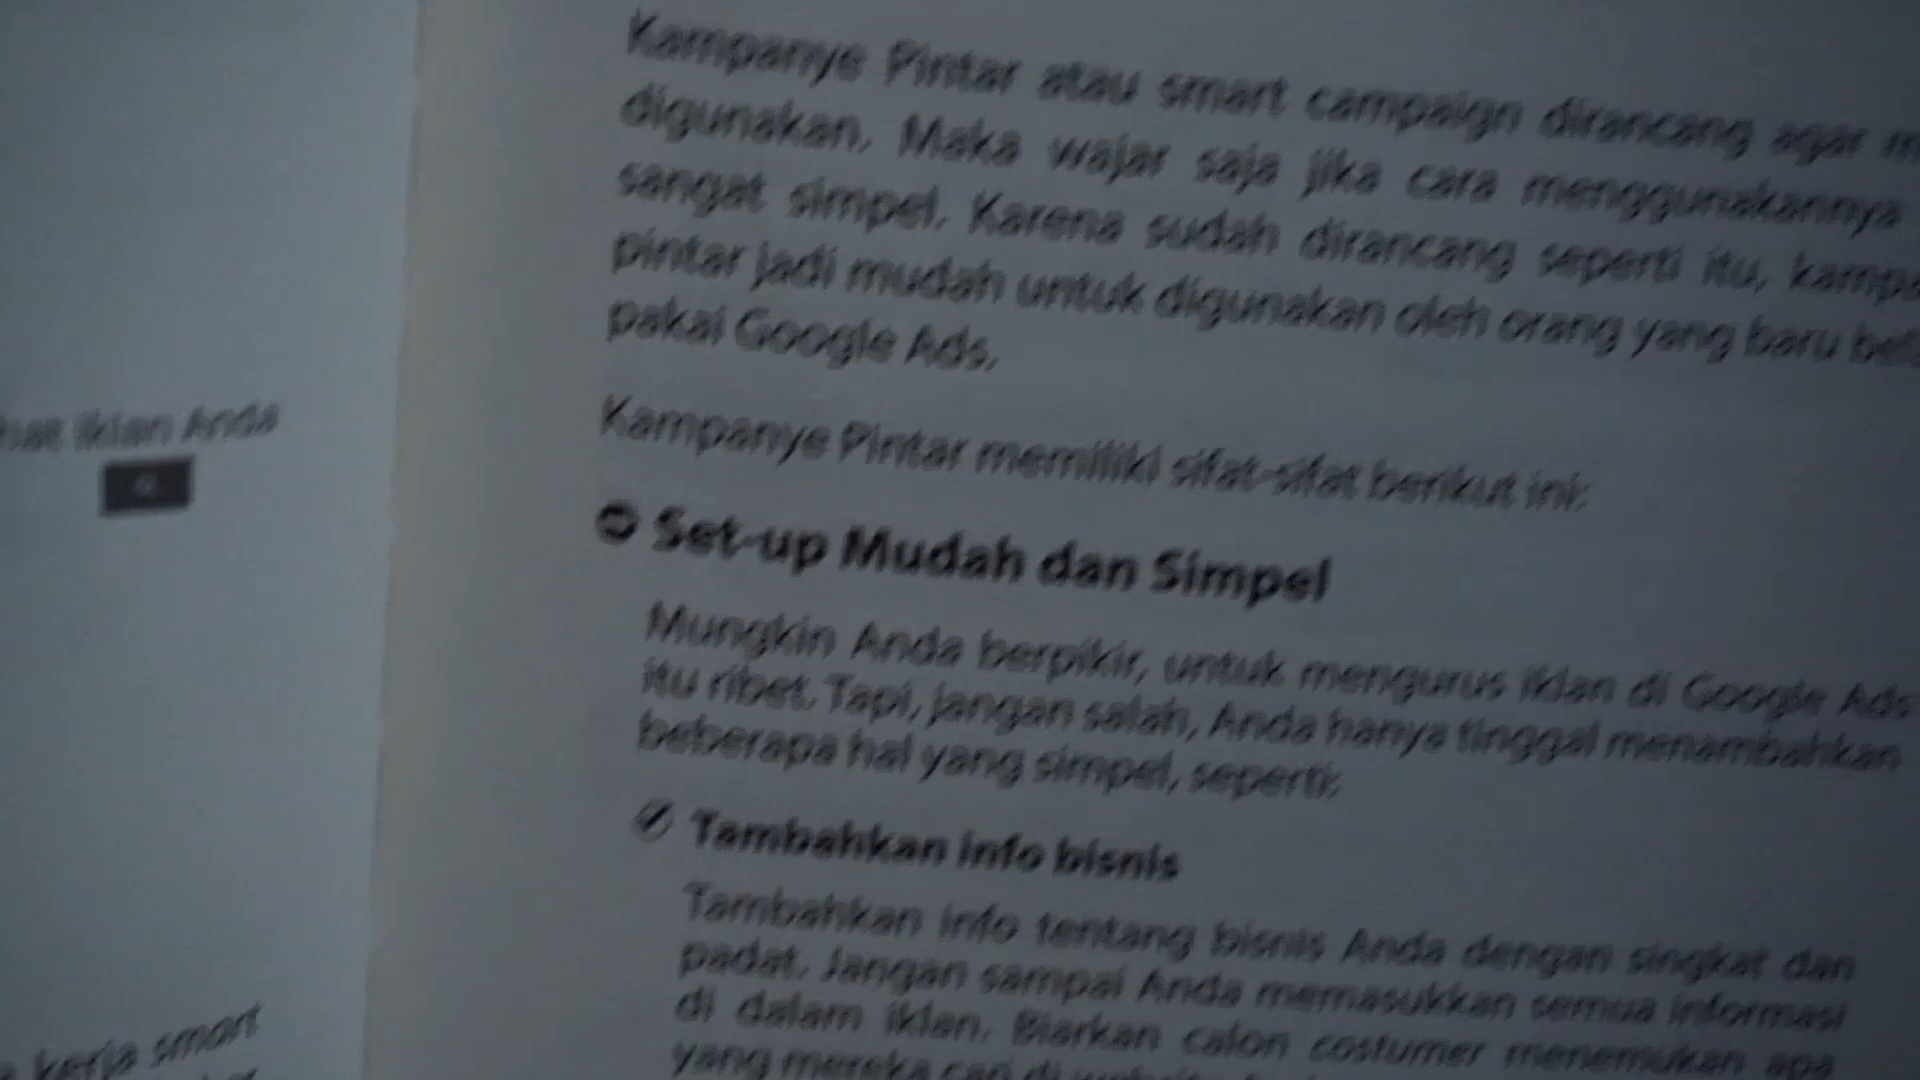 hat iklan Anda
a kerja smart
Kampanye Pintar atau smart campaign dirancang agar
digunakan. Maka wajar saja jika cara menggunakannya
sangat simpel. Karena sudah dirancang seperti itu,
pintar jadi mudah untuk digunakan oleh orang yang baru
pakai Google Ads.
Kampanye Pintar memiliki sifat-sifat berikut ini:
Set-up Mudah dan Simpel
Mungkin Anda berpikir, untuk mengurus iklan di Google Ads
itu ribet. Tapi, jangan salah, Anda hanya tinggal menambahkan
beberapa hal yang simpel, seperti:
Tambahkan info bisnis
Tambahkan info tentang bisnis Anda dengan singkat dan
padat. Jangan sampai Anda memasukkan semua informasi
di dalam iklan. Biarkan calon costumer menemukan apa
yang mereka cari di